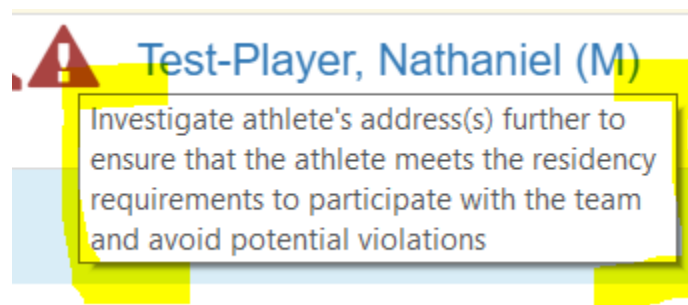 Test-Player, Nathaniel (M)
Investigate athlete's address(s) further to
ensure that the athlete meets the residency
requirements to participate with the team
and avoid potential violations